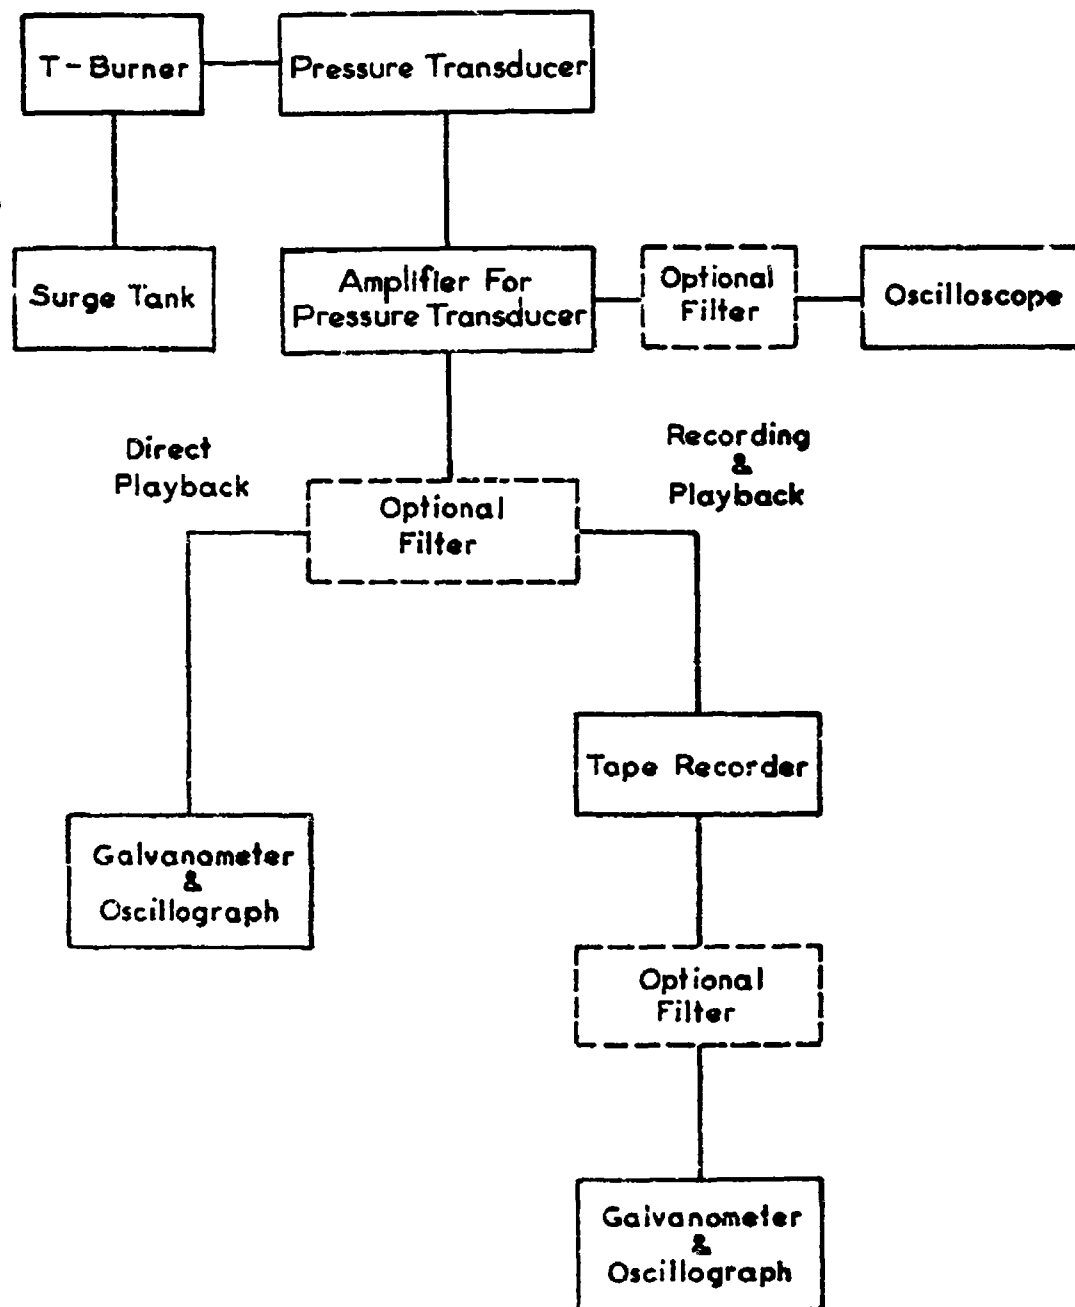 T-Burner
Pressure Transducer
Surge Tank
Amplifier For
Pressure Transducer
Optional
Filter
Oscilloscope
Direct
Playback
Recording
&
Playback
Optional
Filter
Tape Recorder
Galvanometer
&
Oscillograph
Optional
Filter
Galvanometer
&
Oscillograph